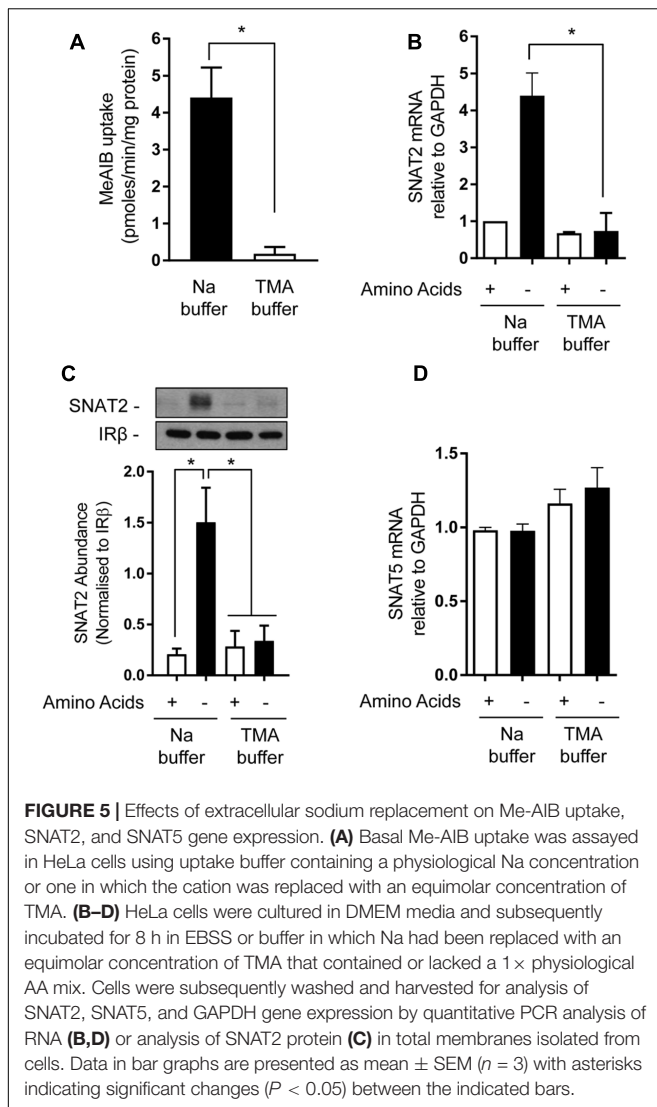 A
*
MeAIB uptake
(pmoles/min/mg protein)
6
5
4
3
2
1
0
Na
buffer
TMA
buffer
B
*
SNAT2 mRNA
relative to GAPDH
6
4
2
1
0
Amino Acids + - + -
Na
buffer
TMA
buffer
C
SNAT2 -
IRβ -
* *
SNAT2 Abundance
(Normalised to IRβ)
2.0
1.5
1.0
0.5
0.0
Amino Acids + - + -
Na
buffer
TMA
buffer
D
SNAT5 mRNA
relative to GAPDH
1.5
1.0
0.5
0.0
Amino Acids + - + -
Na
buffer
TMA
buffer
FIGURE 5 | Effects of extracellular sodium replacement on Me-AIB uptake,
SNAT2, and SNAT5 gene expression. (A) Basal Me-AIB uptake was assayed
in HeLa cells using uptake buffer containing a physiological Na concentration
or one in which the cation was replaced with an equimolar concentration of
TMA. (B–D) HeLa cells were cultured in DMEM media and subsequently
incubated for 8 h in EBSS or buffer in which Na had been replaced with an
equimolar concentration of TMA that contained or lacked a 1× physiological
AA mix. Cells were subsequently washed and harvested for analysis of
SNAT2, SNAT5, and GAPDH gene expression by quantitative PCR analysis of
RNA (B,D) or analysis of SNAT2 protein (C) in total membranes isolated from
cells. Data in bar graphs are presented as mean ± SEM (n = 3) with asterisks
indicating significant changes (P < 0.05) between the indicated bars.